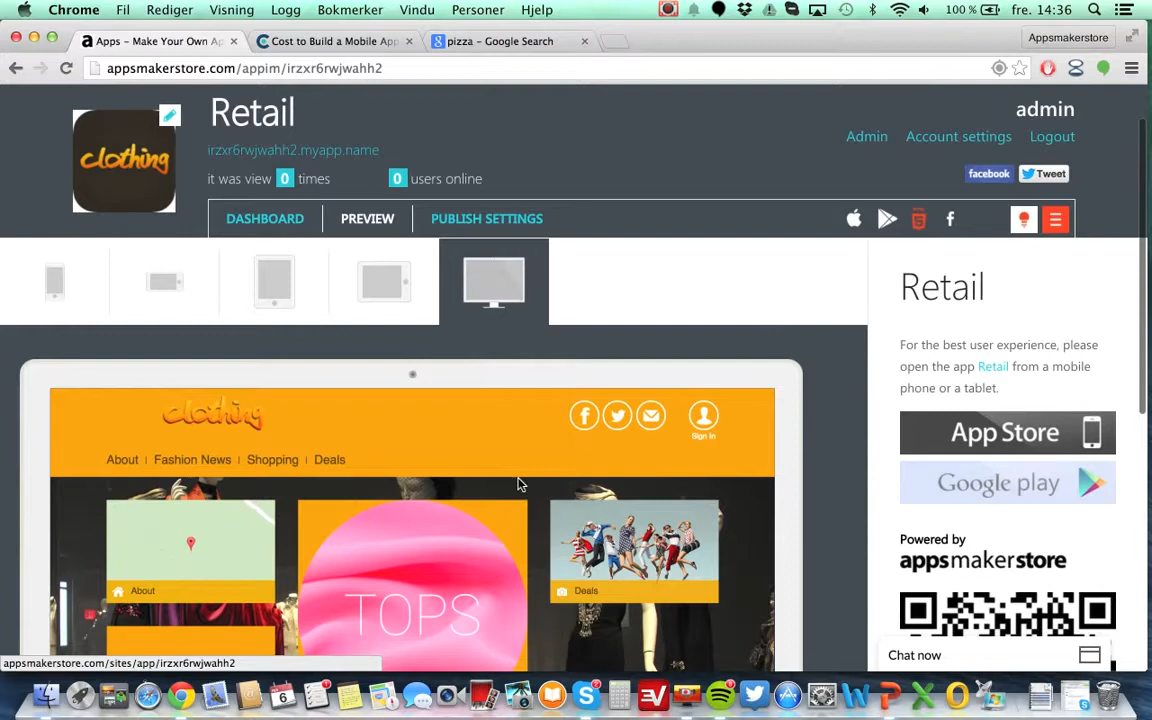 Chrome Fil Rediger Visning Logg Bokmerker Vindu Personer Hjelp 100 % fre. 14:36
a Apps – Make Your Own Ap × Cost to Build a Mobile App × pizza – Google Search × Appsmakerstore
appsmakerstore.com/appim/irzxr6rwjwahh2
clothing
Retail
irzxr6rwjwahh2.myapp.name
it was view 0 times 0 users online
admin
Admin Account settings Logout
facebook Tweet
DASHBOARD PREVIEW PUBLISH SETTINGS
Retail
For the best user experience, please
open the app Retail from a mobile
phone or a tablet.
App Store
Google play
Powered by
appsmakerstore
clothing
Sign In
About Fashion News Shopping Deals
About
TOPS
Deals
Chat now
appsmakerstore.com/sites/app/irzxr6rwjwahh2
6